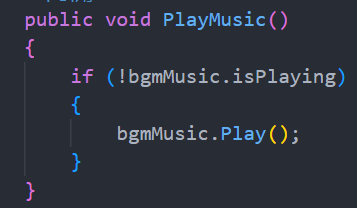 public void PlayMusic()
{
    if (!bgmMusic.isPlaying)
    {
        bgmMusic.Play();
    }
}